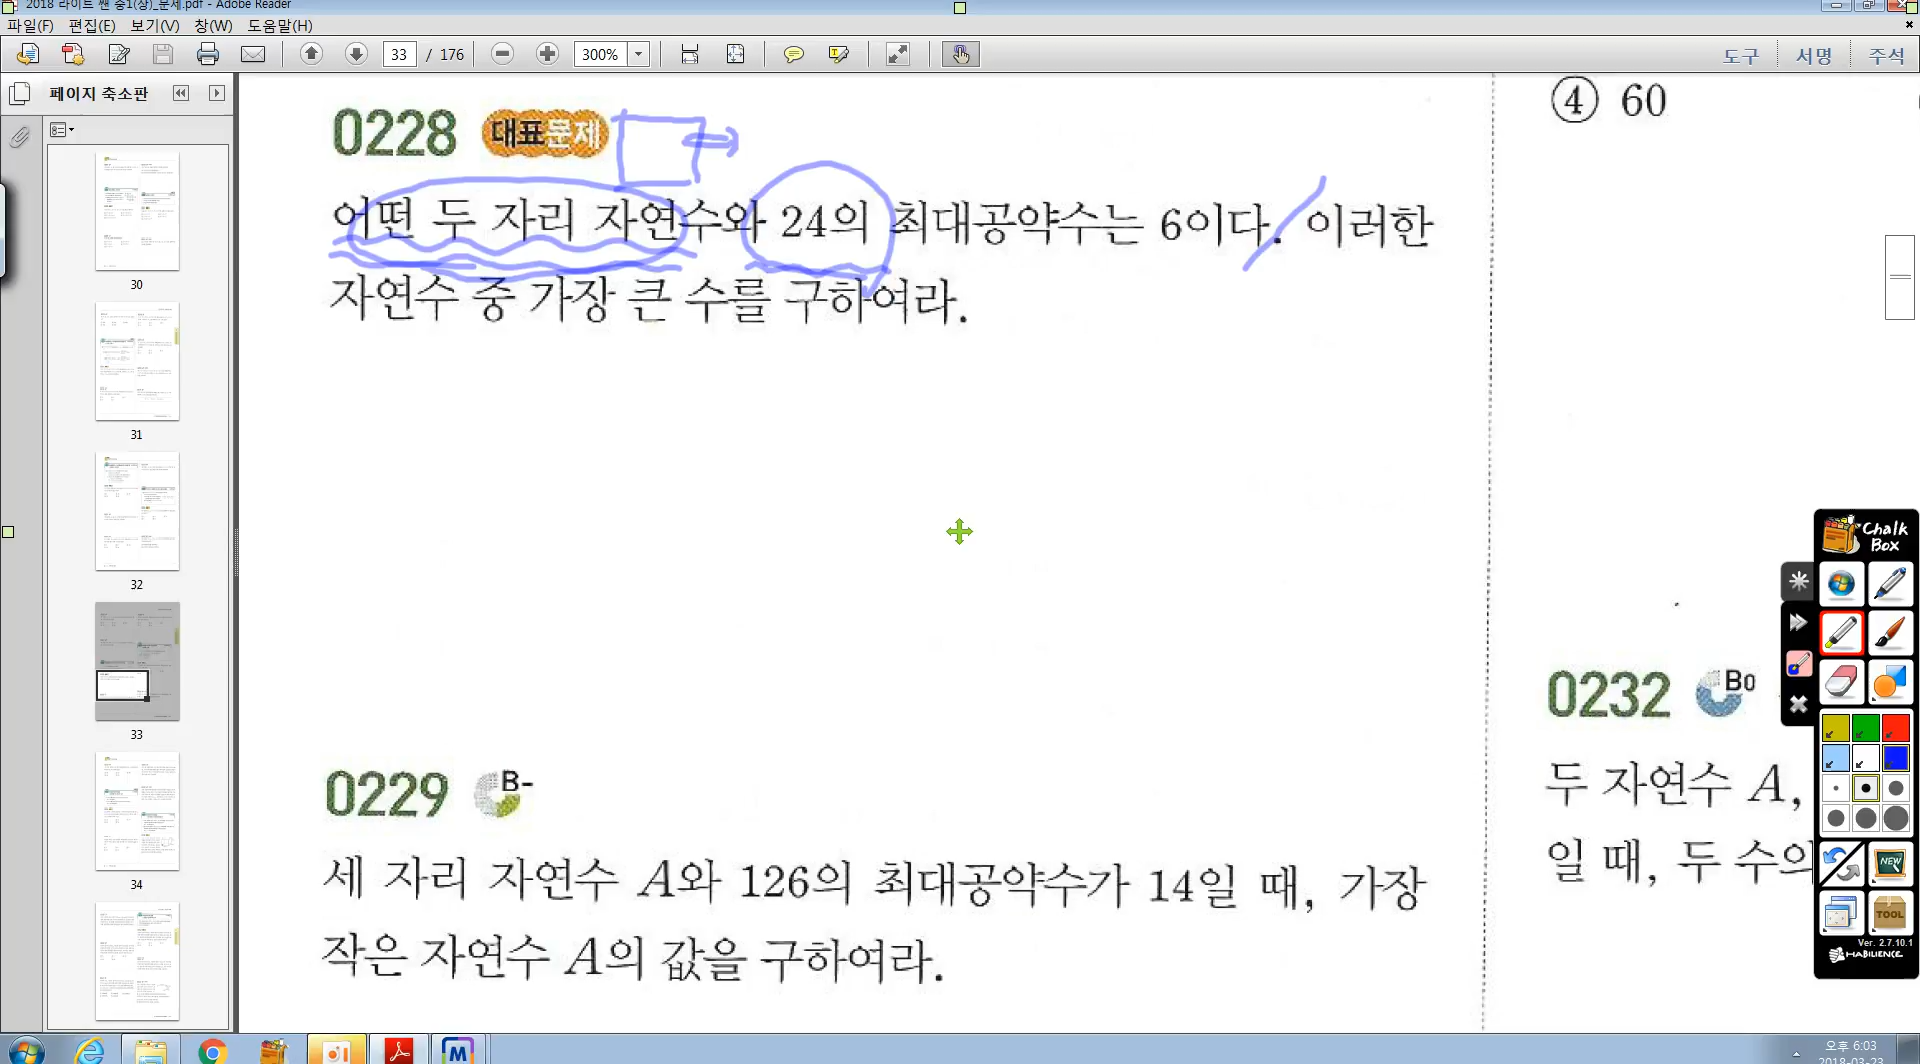 2018 라이트 쎈 중1(상)_문제.pdf - Adobe Reader
파일(F) 편집(E) 보기(V) 창(W) 도움말(H)
33 / 176 300% 도구 서명 주석
페이지 축소판
30
31
32
33
34
0228 대표문제
어떤 두 자리 자연수와 24의 최대공약수는 6이다. 이러한
자연수 중 가장 큰 수를 구하여라.
0229 B-
세 자리 자연수 A와 126의 최대공약수가 14일 때, 가장
작은 자연수 A의 값을 구하여라.
④ 60
0232 B0
두 자연수 A,
일 때, 두 수의
Chalk
Box
NEW
TOOL
Ver. 2.7.10.1
HABILIENCE
오후 6:03
2018-03-23